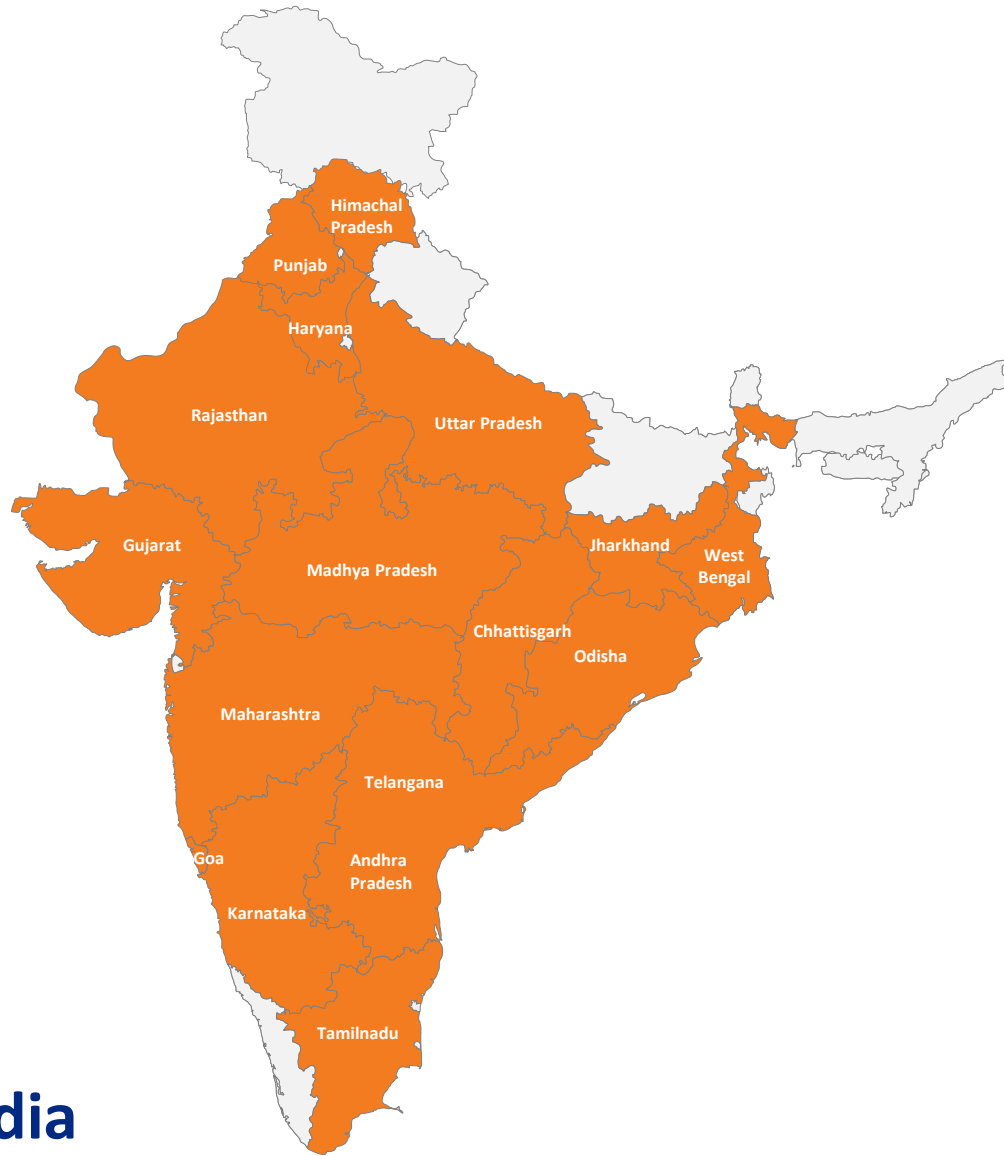 Himachal
Pradesh
Punjab
Haryana
Rajasthan
Uttar Pradesh
Gujarat
Madhya Pradesh
Jharkhand
West
Bengal
Chhattisgarh
Odisha
Maharashtra
Telangana
Goa
Andhra
Pradesh
Karnataka
Tamilnadu
dia